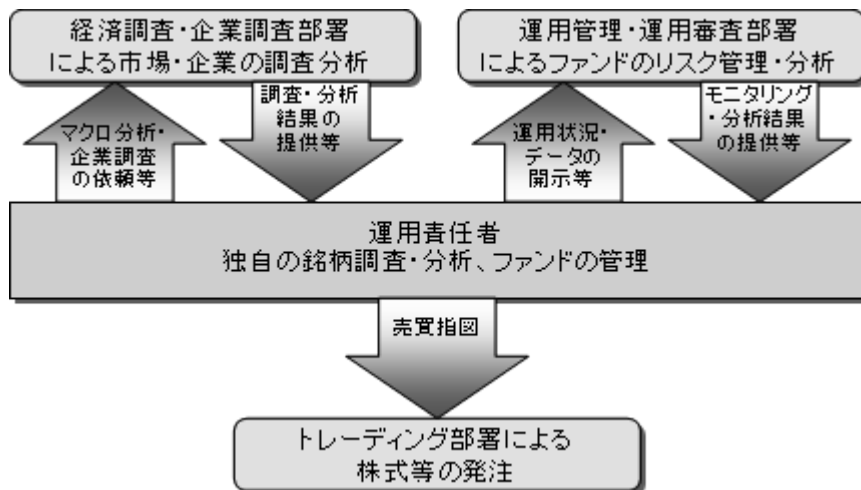 経済調査・企業調査部署
による市場・企業の調査分析
運用管理・運用審査部署
によるファンドのリスク管理・分析
マクロ分析・
企業調査
の依頼等
調査・分析
結果の
提供等
運用状況・
データの
開示等
モニタリング
・分析結果
の提供等
運用責任者
独自の銘柄調査・分析、ファンドの管理
売買指図
トレーディング部署による
株式等の発注